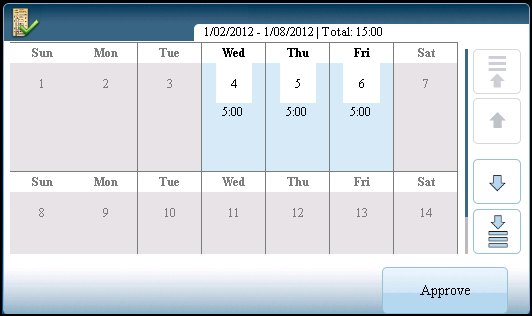 1/02/2012 - 1/08/2012 | Total: 15:00
Sun Mon Tue Wed Thu Fri Sat
1 2 3 4 5 6 7
5:00 5:00 5:00
Sun Mon Tue Wed Thu Fri Sat
8 9 10 11 12 13 14
Approve